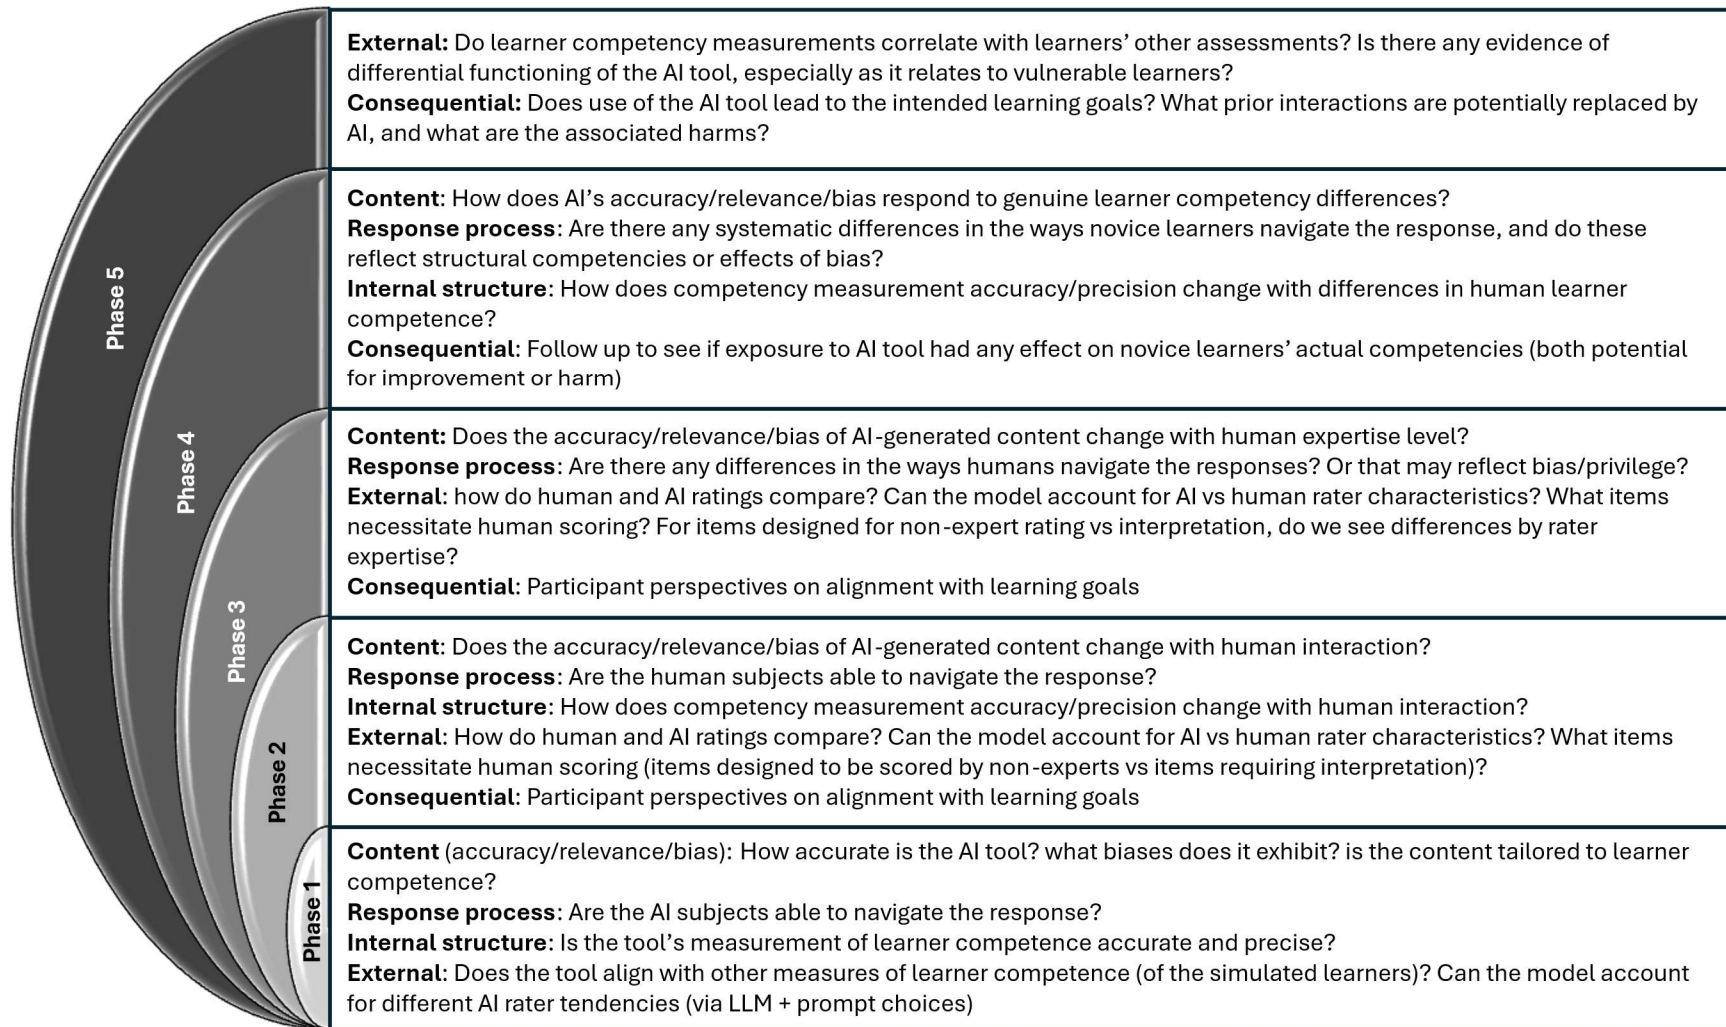 External: Do learner competency measurements correlate with learners’ other assessments? Is there any evidence of
differential functioning of the AI tool, especially as it relates to vulnerable learners?
Consequential: Does use of the AI tool lead to the intended learning goals? What prior interactions are potentially replaced by
AI, and what are the associated harms?
Phase 5
Content: How does AI’s accuracy/relevance/bias respond to genuine learner competency differences?
Response process: Are there any systematic differences in the ways novice learners navigate the response, and do these
reflect structural competencies or effects of bias?
Internal structure: How does competency measurement accuracy/precision change with differences in human learner
competence?
Consequential: Follow up to see if exposure to AI tool had any effect on novice learners’ actual competencies (both potential
for improvement or harm)
Phase 4
Content: Does the accuracy/relevance/bias of AI-generated content change with human expertise level?
Response process: Are there any differences in the ways humans navigate the responses? Or that may reflect bias/privilege?
External: how do human and AI ratings compare? Can the model account for AI vs human rater characteristics? What items
necessitate human scoring? For items designed for non-expert rating vs interpretation, do we see differences by rater
expertise?
Consequential: Participant perspectives on alignment with learning goals
Phase 3
Content: Does the accuracy/relevance/bias of AI-generated content change with human interaction?
Response process: Are the human subjects able to navigate the response?
Internal structure: How does competency measurement accuracy/precision change with human interaction?
External: How do human and AI ratings compare? Can the model account for AI vs human rater characteristics? What items
necessitate human scoring (items designed to be scored by non-experts vs items requiring interpretation)?
Consequential: Participant perspectives on alignment with learning goals
Phase 2
Content (accuracy/relevance/bias): How accurate is the AI tool? what biases does it exhibit? is the content tailored to learner
competence?
Response process: Are the AI subjects able to navigate the response?
Internal structure: Is the tool’s measurement of learner competence accurate and precise?
External: Does the tool align with other measures of learner competence (of the simulated learners)? Can the model account
for different AI rater tendencies (via LLM + prompt choices)
Phase 1